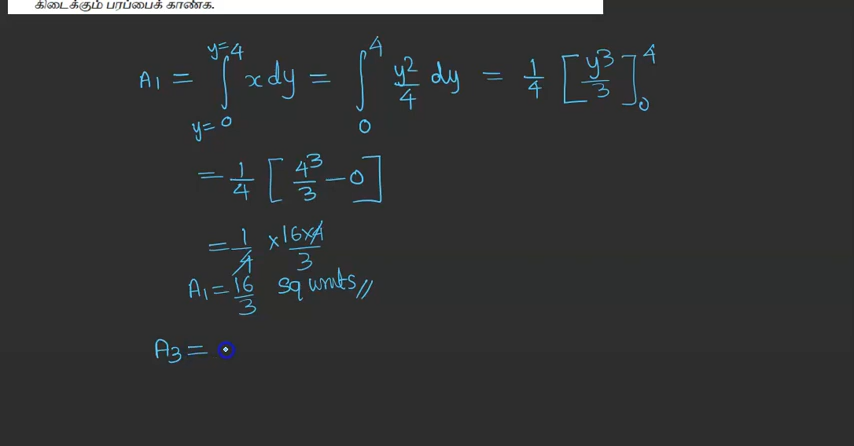 கிடைக்கும் பரப்பைக் காண்க.
A₁ = ∫_{y=0}^{y=4} x dy = ∫_0^4 y²/4 dy = 1/4 [y³/3]_0^4
= 1/4 [4³/3 − 0]
= 1/4 × 16×4/3
A₁ = 16/3 sq units //
A₃ =